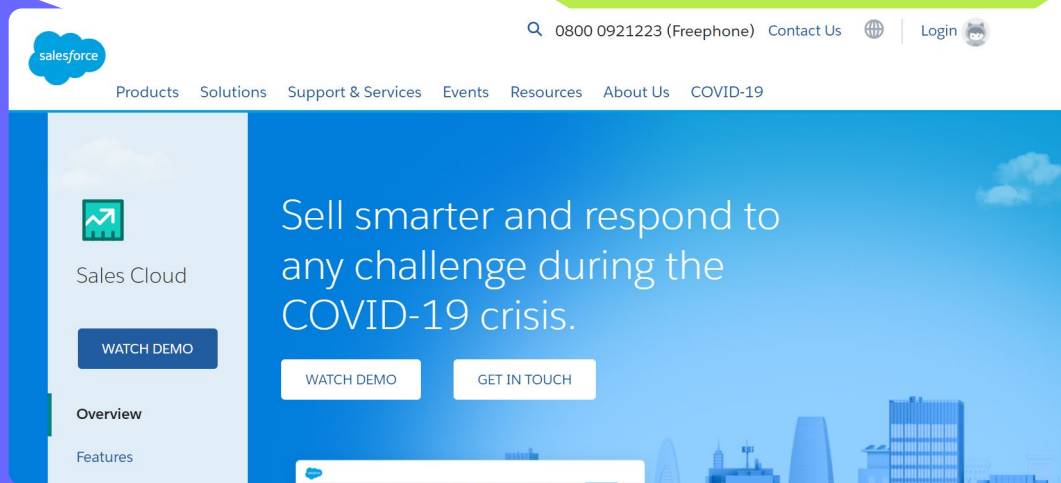 0800 0921223 (Freephone) Contact Us Login
salesforce
Products Solutions Support & Services Events Resources About Us COVID-19
Sales Cloud
WATCH DEMO
Overview
Features
Sell smarter and respond to
any challenge during the
COVID-19 crisis.
WATCH DEMO GET IN TOUCH